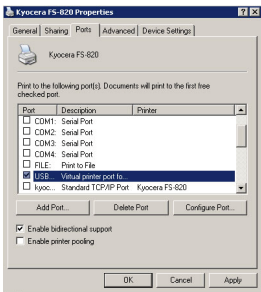 Kyocera FS-820 Properties
General Sharing Ports Advanced Device Settings
Kyocera FS-820
Print to the following port(s). Documents will print to the first free
checked port.
Port Description Printer
COM1: Serial Port
COM2: Serial Port
COM3: Serial Port
COM4: Serial Port
FILE: Print to File
USB... Virtual printer port fo...
kyoc... Standard TCP/IP Port Kyocera FS-820
Add Port... Delete Port Configure Port...
Enable bidirectional support
Enable printer pooling
OK Cancel Apply